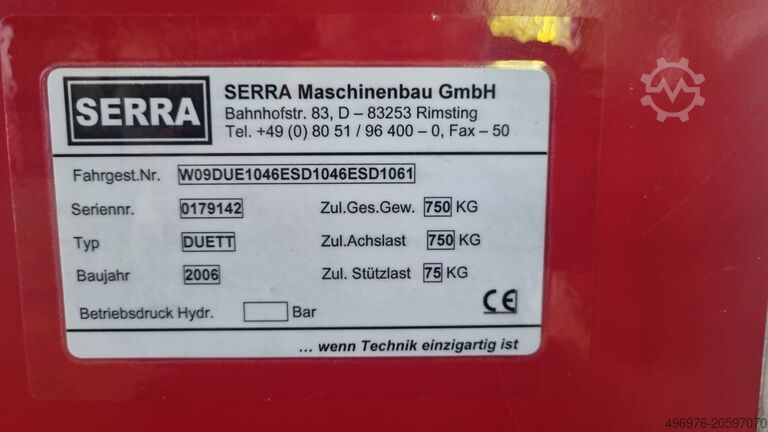 SERRA
SERRA Maschinenbau GmbH
Bahnhofstr. 83, D – 83253 Rimsting
Tel. +49 (0) 80 51 / 96 400 – 0, Fax – 50
Fahrgest.Nr. W09DUE1046ESD1046ESD1061
Seriennr. 0179142 Zul.Ges.Gew. 750 KG
Typ DUETT Zul.Achslast 750 KG
Baujahr 2006 Zul. Stützlast 75 KG
Betriebsdruck Hydr. Bar
CE
... wenn Technik einzigartig ist
496976-20597070